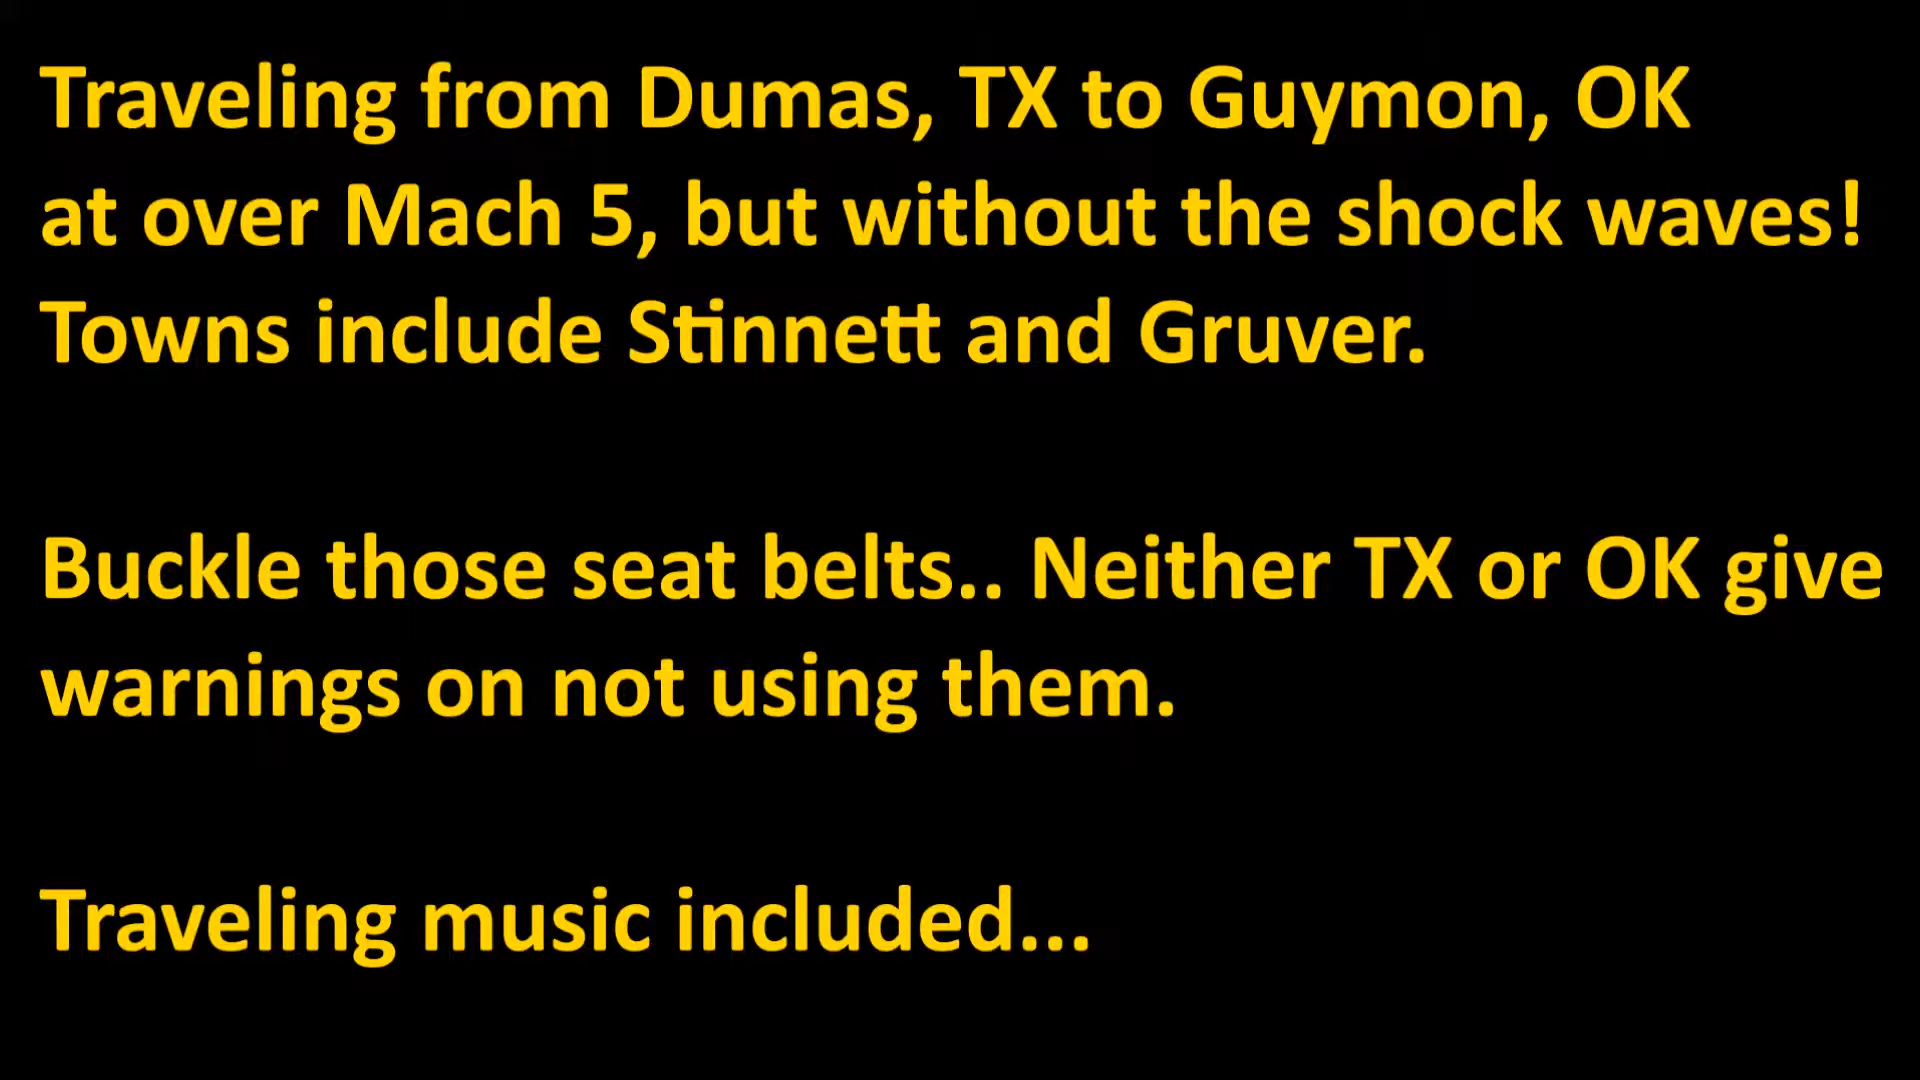 Traveling from Dumas, TX to Guymon, OK
at over Mach 5, but without the shock waves!
Towns include Stinnett and Gruver.
Buckle those seat belts.. Neither TX or OK give
warnings on not using them.
Traveling music included...